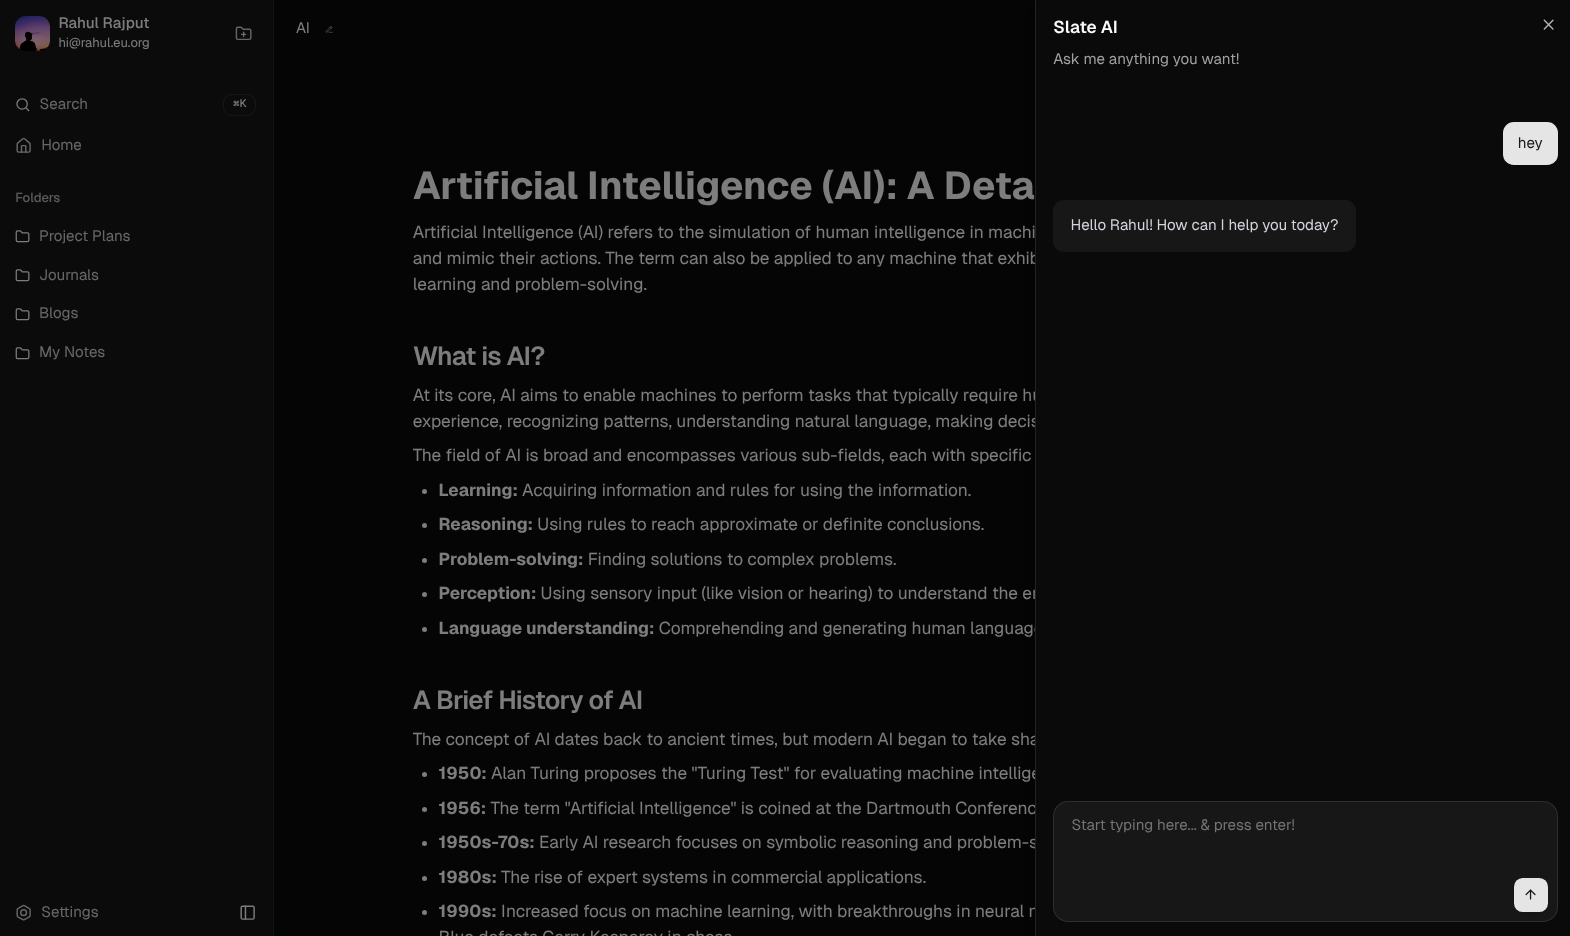 Rahul Rajput
hi@rahul.eu.org
Search
⌘K
Home
Folders
Project Plans
Journals
Blogs
My Notes
Settings
AI
Artificial Intelligence (AI): A Deta
Artificial Intelligence (AI) refers to the simulation of human intelligence in machi
and mimic their actions. The term can also be applied to any machine that exhib
learning and problem-solving.
What is AI?
At its core, AI aims to enable machines to perform tasks that typically require hu
experience, recognizing patterns, understanding natural language, making decis
The field of AI is broad and encompasses various sub-fields, each with specific
• Learning: Acquiring information and rules for using the information.
• Reasoning: Using rules to reach approximate or definite conclusions.
• Problem-solving: Finding solutions to complex problems.
• Perception: Using sensory input (like vision or hearing) to understand the en
• Language understanding: Comprehending and generating human languag
A Brief History of AI
The concept of AI dates back to ancient times, but modern AI began to take sha
• 1950: Alan Turing proposes the "Turing Test" for evaluating machine intellige
• 1956: The term "Artificial Intelligence" is coined at the Dartmouth Conferenc
• 1950s-70s: Early AI research focuses on symbolic reasoning and problem-s
• 1980s: The rise of expert systems in commercial applications.
• 1990s: Increased focus on machine learning, with breakthroughs in neural n
Blue defeats Garry Kasparov in chess.
Slate AI
Ask me anything you want!
hey
Hello Rahul! How can I help you today?
Start typing here... & press enter!